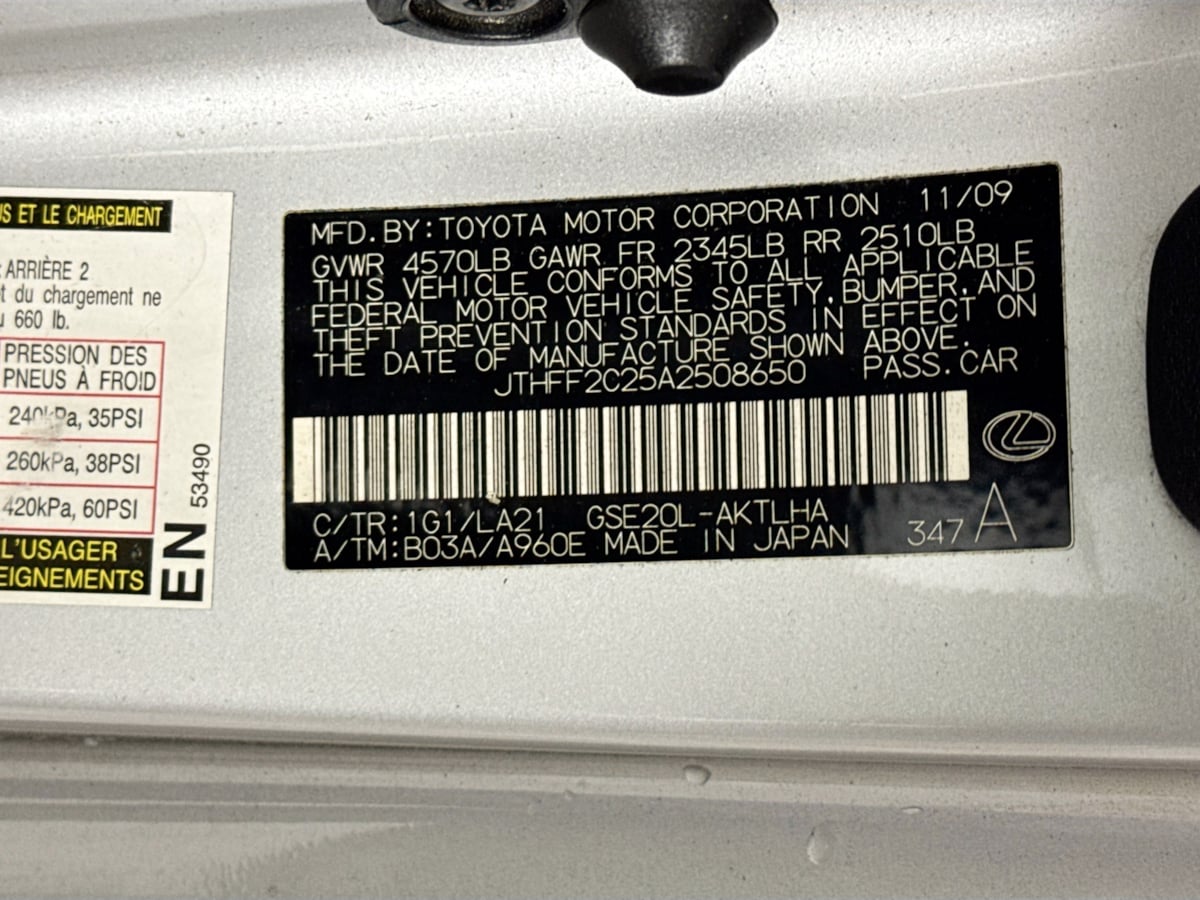 US ET LE CHARGEMENT
: ARRIÈRE 2
t du chargement ne
u 660 lb.
PRESSION DES
PNEUS À FROID
240kPa, 35PSI
260kPa, 38PSI
420kPa, 60PSI
L'USAGER
EIGNEMENTS
EN
53490
MFD.BY:TOYOTA MOTOR CORPORATION 11/09
GVWR 4570LB GAWR FR 2345LB RR 2510LB
THIS VEHICLE CONFORMS TO ALL APPLICABLE
FEDERAL MOTOR VEHICLE SAFETY,BUMPER,AND
THEFT PREVENTION STANDARDS IN EFFECT ON
THE DATE OF MANUFACTURE SHOWN ABOVE.
JTHFF2C25A2508650 PASS.CAR
C/TR:1G1/LA21 GSE20L-AKTLHA
A/TM:B03A/A960E MADE IN JAPAN 347 A